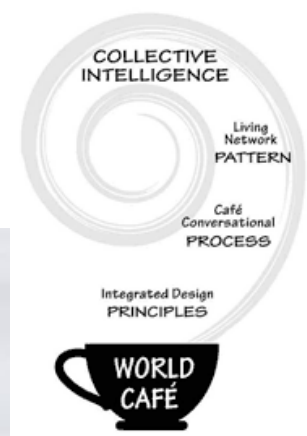 COLLECTIVE
INTELLIGENCE
Living
Network
PATTERN
Café
Conversational
PROCESS
Integrated Design
PRINCIPLES
WORLD
CAFÉ